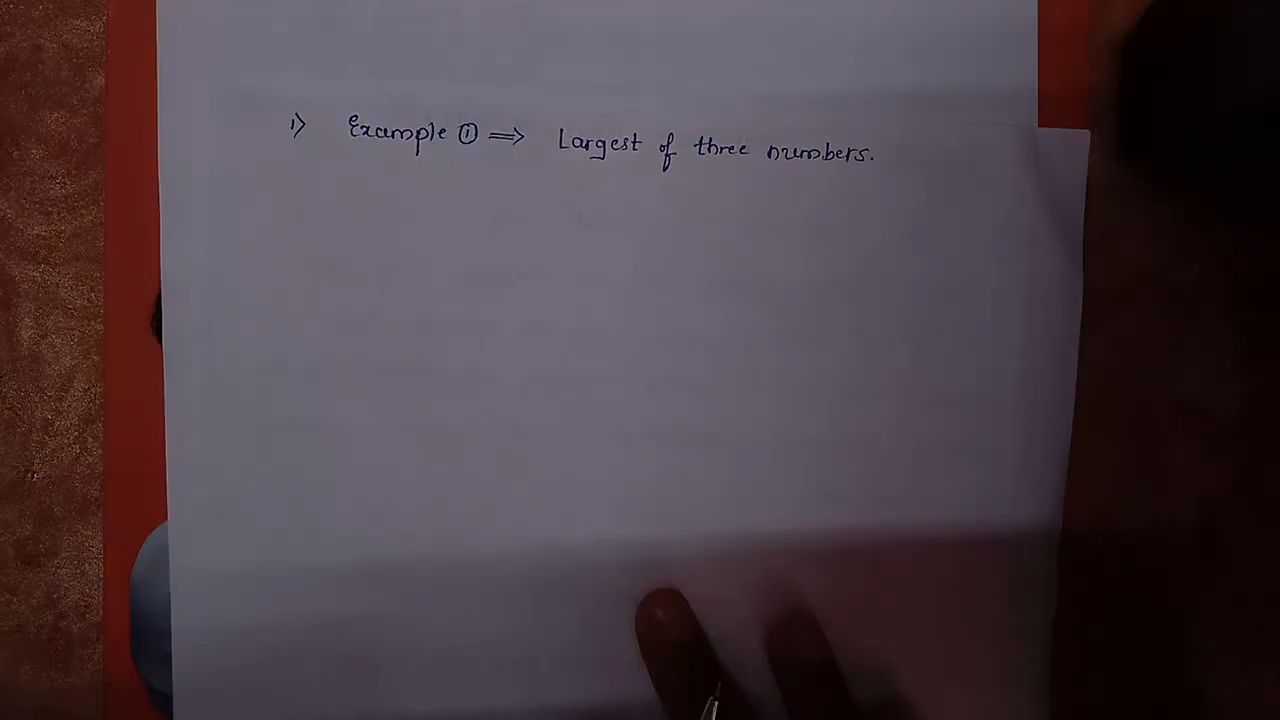 1) Example ① ⇒ Largest of three numbers.